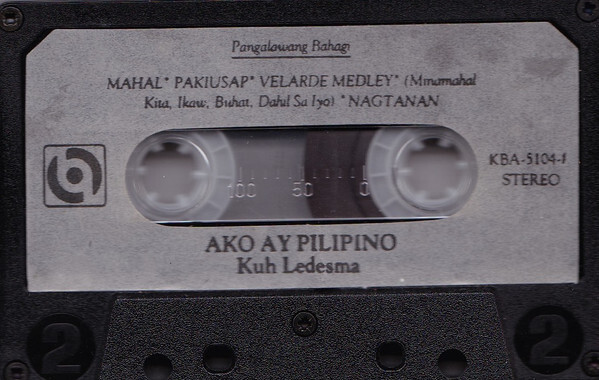 Pangalawang Bahagi
MAHAL* PAKIUSAP* VELARDE MEDLEY* (Minamahal
Kita, Ikaw, Buhat, Dahil Sa Iyo) *NAGTANAN
KBA-5104-1
STEREO
100 50 0
AKO AY PILIPINO
Kuh Ledesma
2 2